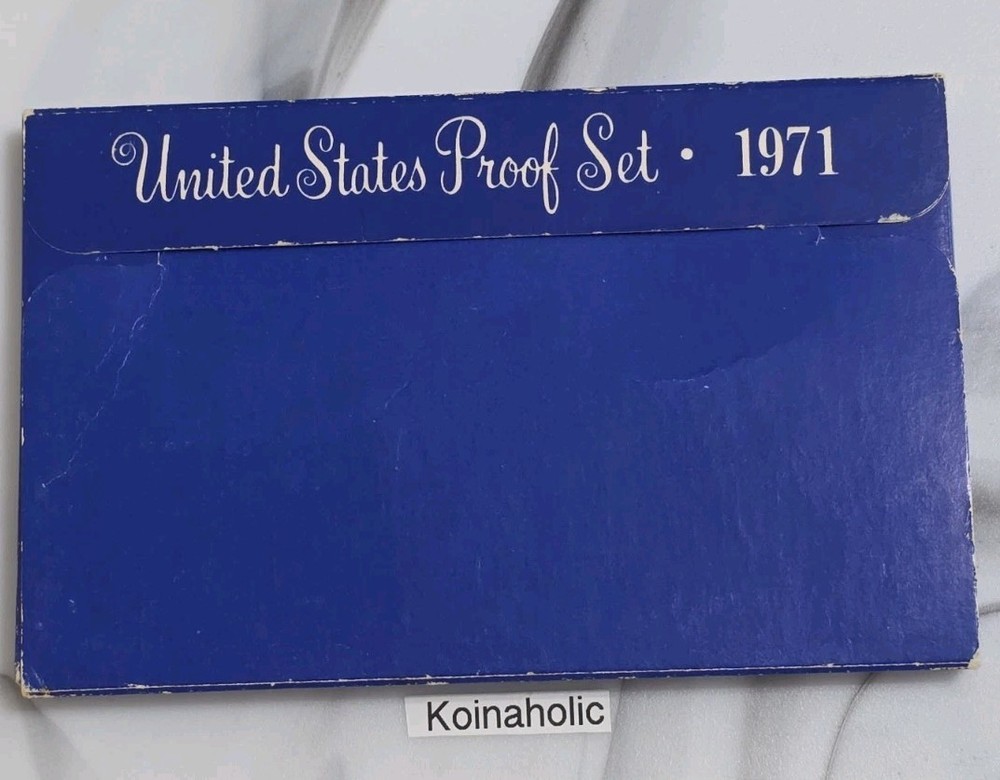 United States Proof Set · 1971
Koinaholic